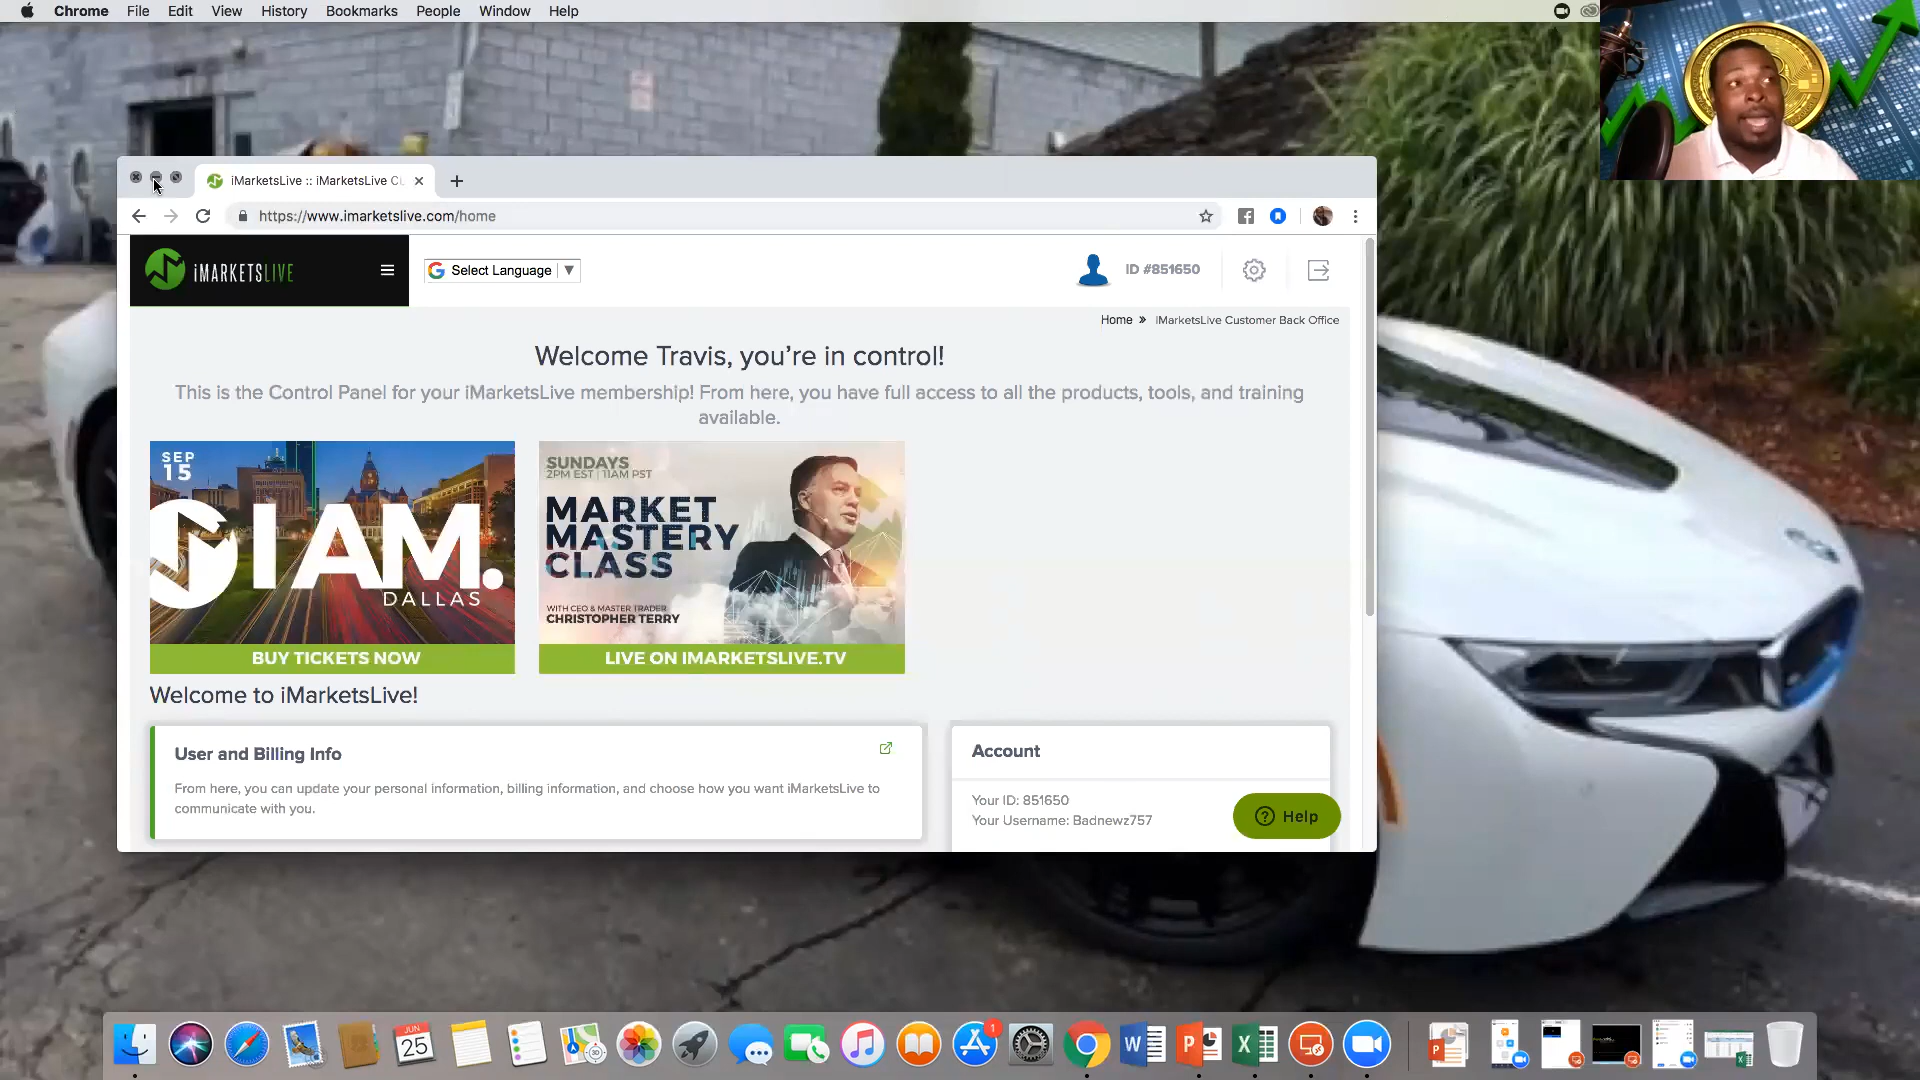 Chrome File Edit View History Bookmarks People Window Help
iMarketsLive :: iMarketsLive Cu
https://www.imarketslive.com/home
iMARKETSLIVE
Select Language
ID #851650
Home » iMarketsLive Customer Back Office
Welcome Travis, you’re in control!
This is the Control Panel for your iMarketsLive membership! From here, you have full access to all the products, tools, and training
available.
SEP
15
I AM.
DALLAS
BUY TICKETS NOW
SUNDAYS
2PM EST | 11AM PST
MARKET
MASTERY
CLASS
WITH CEO & MASTER TRADER
CHRISTOPHER TERRY
LIVE ON IMARKETSLIVE.TV
Welcome to iMarketsLive!
User and Billing Info
From here, you can update your personal information, billing information, and choose how you want iMarketsLive to
communicate with you.
Account
Your ID: 851650
Your Username: Badnewz757
Help
JUN
25
3D
1